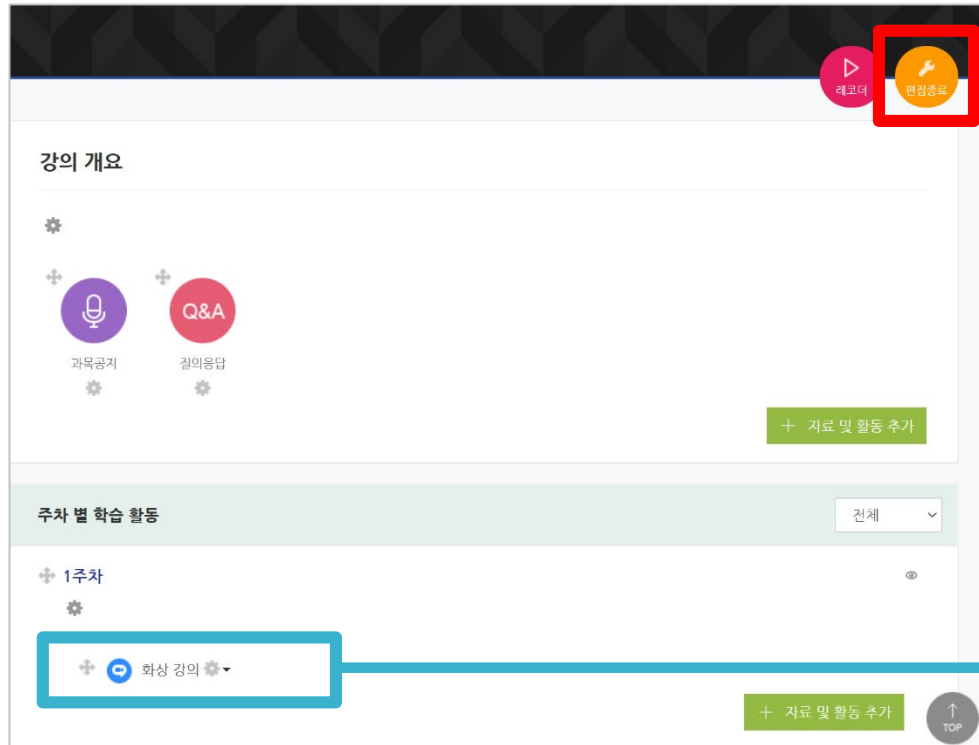 레코더
편집종료
강의 개요
Q&A
과목공지
질의응답
+ 자료 및 활동 추가
주차 별 학습 활동
전체
1주차
화상 강의
+ 자료 및 활동 추가
TOP